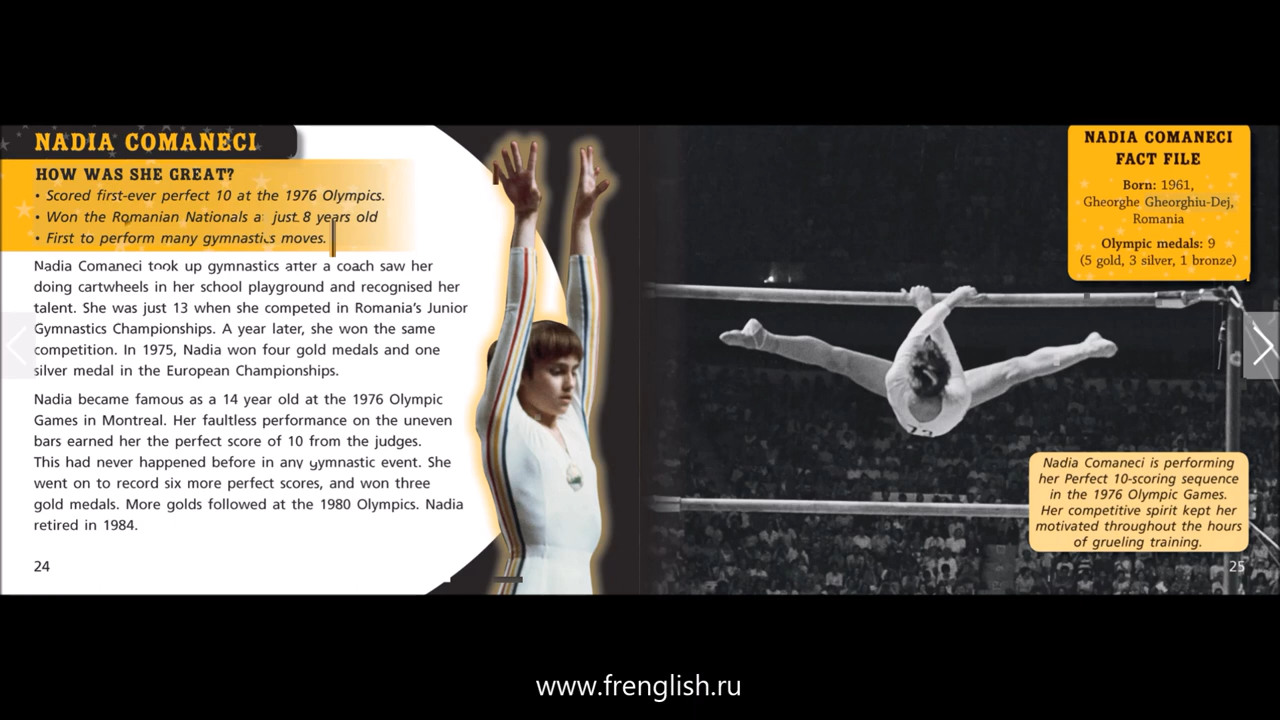 NADIA COMANECI
HOW WAS SHE GREAT?
• Scored first-ever perfect 10 at the 1976 Olympics.
• Won the Romanian Nationals at just 8 years old
• First to perform many gymnastics moves.
Nadia Comaneci took up gymnastics after a coach saw her
doing cartwheels in her school playground and recognised her
talent. She was just 13 when she competed in Romania's Junior
Gymnastics Championships. A year later, she won the same
competition. In 1975, Nadia won four gold medals and one
silver medal in the European Championships.
Nadia became famous as a 14 year old at the 1976 Olympic
Games in Montreal. Her faultless performance on the uneven
bars earned her the perfect score of 10 from the judges.
This had never happened before in any gymnastic event. She
went on to record six more perfect scores, and won three
gold medals. More golds followed at the 1980 Olympics. Nadia
retired in 1984.
24
NADIA COMANECI
FACT FILE
Born: 1961,
Gheorghe Gheorghiu-Dej,
Romania
Olympic medals: 9
(5 gold, 3 silver, 1 bronze)
73
Nadia Comaneci is performing
her Perfect 10-scoring sequence
in the 1976 Olympic Games.
Her competitive spirit kept her
motivated throughout the hours
of grueling training.
25
www.frenglish.ru